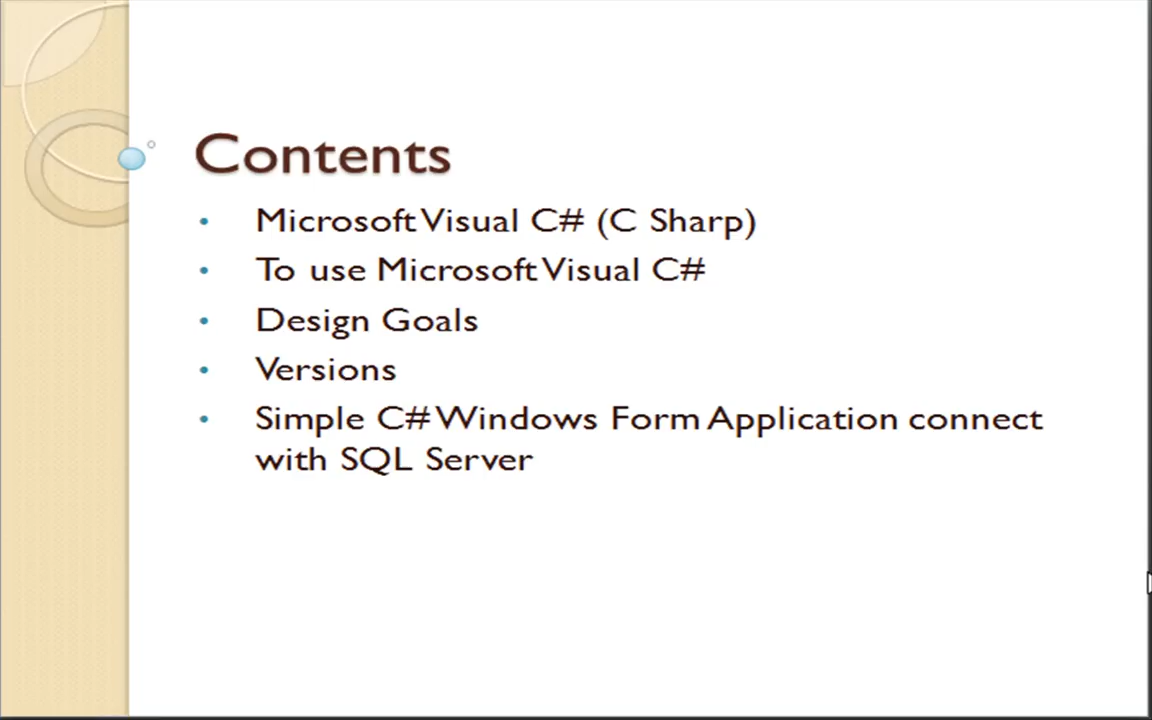 Contents
• Microsoft Visual C# (C Sharp)
• To use Microsoft Visual C#
• Design Goals
• Versions
• Simple C# Windows Form Application connect
with SQL Server